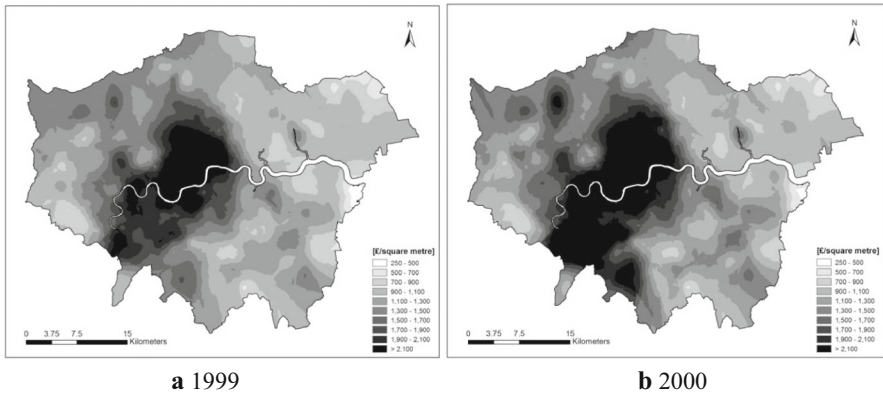 N
[£/square metre]
250 - 500
500 - 700
700 - 900
900 - 1,100
1,100 - 1,300
1,300 - 1,500
1,500 - 1,700
1,700 - 1,900
1,900 - 2,100
> 2,100
0 3.75 7.5 15
Kilometers
a 1999
N
[£/square metre]
250 - 500
500 - 700
700 - 900
900 - 1,100
1,100 - 1,300
1,300 - 1,500
1,500 - 1,700
1,700 - 1,900
1,900 - 2,100
> 2,100
0 3.75 7.5 15
Kilometers
b 2000